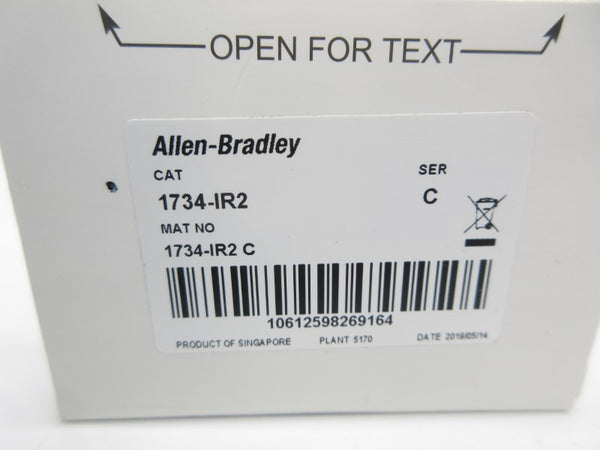 OPEN FOR TEXT
Allen-Bradley
CAT SER
1734-IR2 C
MAT NO
1734-IR2 C
10612598269164
PRODUCT OF SINGAPORE PLANT 5170 DATE 2019/05/14